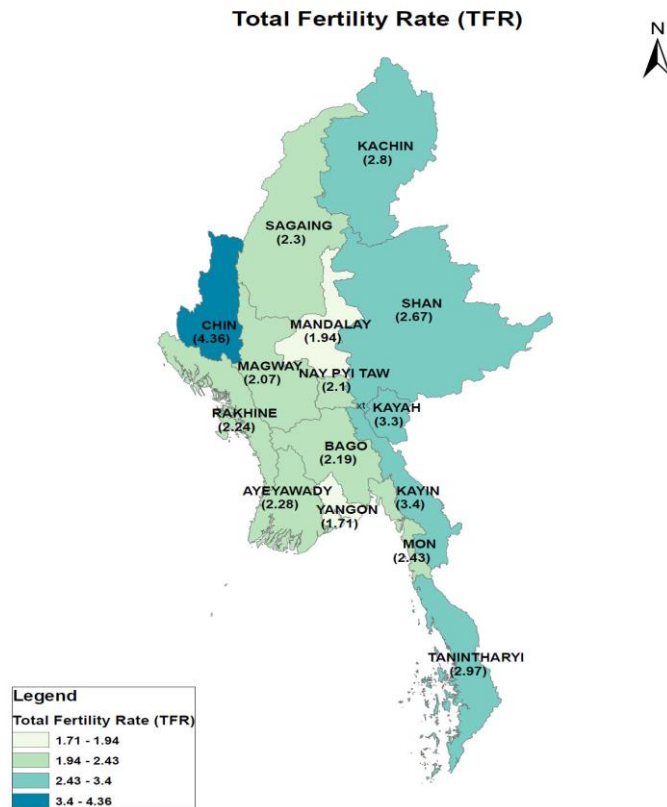 Total Fertility Rate (TFR)
N
KACHIN
(2.8)
SAGAING
(2.3)
SHAN
(2.67)
CHIN
(4.36)
MANDALAY
(1.94)
MAGWAY
(2.07)
NAY PYI TAW
(2.1)
KAYAH
(3.3)
RAKHINE
(2.24)
BAGO
(2.19)
AYEYAWADY
(2.28)
YANGON
(1.71)
KAYIN
(3.4)
MON
(2.43)
TANINTHARYI
(2.97)
Legend
Total Fertility Rate (TFR)
1.71 - 1.94
1.94 - 2.43
2.43 - 3.4
3.4 - 4.36